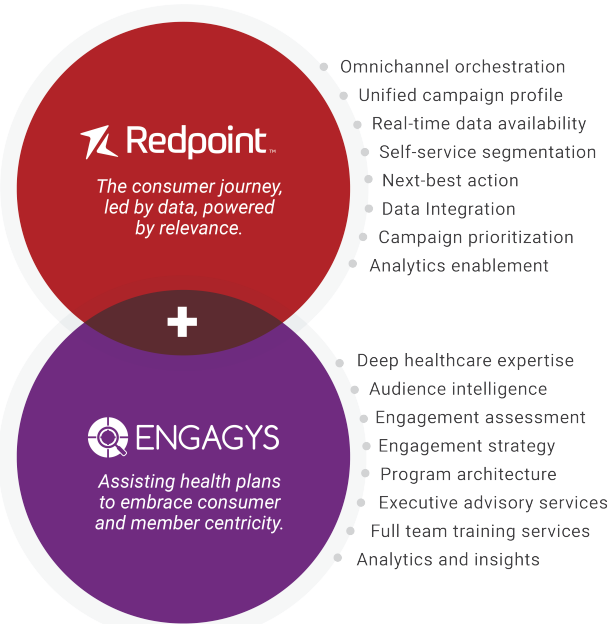 Redpoint™
The consumer journey,
led by data, powered
by relevance.
Omnichannel orchestration
Unified campaign profile
Real-time data availability
Self-service segmentation
Next-best action
Data Integration
Campaign prioritization
Analytics enablement
+
ENGAGYS
Assisting health plans
to embrace consumer
and member centricity.
Deep healthcare expertise
Audience intelligence
Engagement assessment
Engagement strategy
Program architecture
Executive advisory services
Full team training services
Analytics and insights